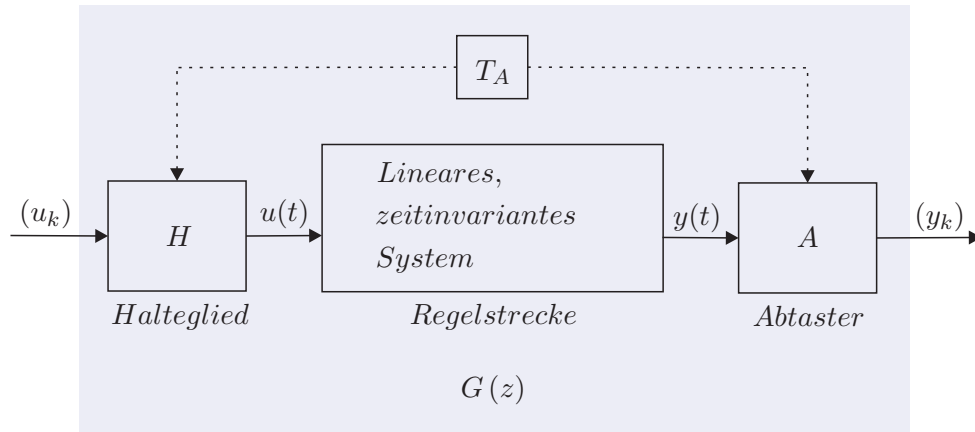 T_A
(u_k)
H
u(t)
Lineares,
zeitinvariantes
System
y(t)
A
(y_k)
Halteglied
Regelstrecke
Abtaster
G (z)